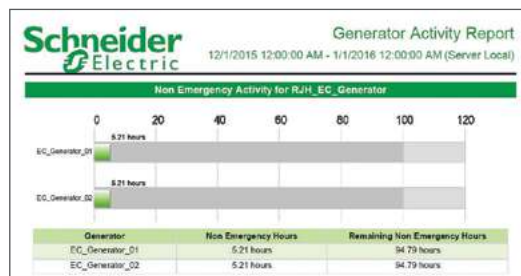 Schneider
Electric
Generator Activity Report
12/1/2015 12:00:00 AM - 1/1/2016 12:00:00 AM (Server Local)
Non Emergency Activity for RJH_EC_Generator
0 20 40 60 80 100 120
5.21 hours
EC_Generator_01
5.21 hours
EC_Generator_02
Generator Non Emergency Hours Remaining Non Emergency Hours
EC_Generator_01 5.21 hours 94.79 hours
EC_Generator_02 5.21 hours 94.79 hours